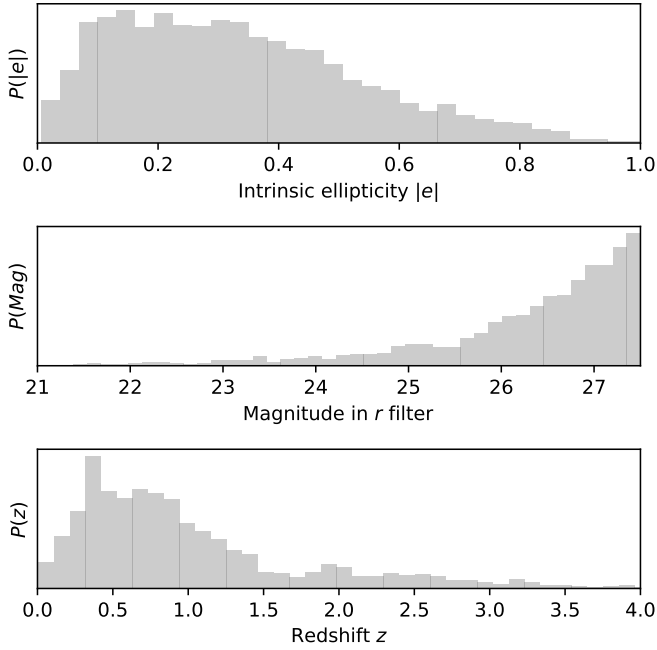 P(|e|)
0.0 0.2 0.4 0.6 0.8 1.0
Intrinsic ellipticity |e|
P(Mag)
21 22 23 24 25 26 27
Magnitude in r filter
P(z)
0.0 0.5 1.0 1.5 2.0 2.5 3.0 3.5 4.0
Redshift z